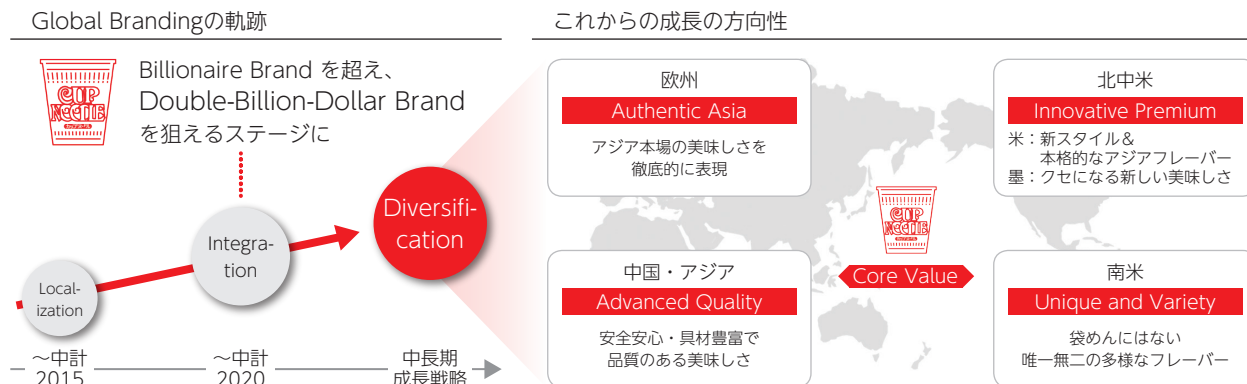 Global Brandingの軌跡
CUP
NOODLE
Billionaire Brand を超え、
Double-Billion-Dollar Brand
を狙えるステージに
Local-
ization
Integra-
tion
Diversifi-
cation
〜中計
2015
〜中計
2020
中長期
成長戦略
これからの成長の方向性
欧州
Authentic Asia
アジア本場の美味しさを
徹底的に表現
北中米
Innovative Premium
米：新スタイル＆
本格的なアジアフレーバー
墨：クセになる新しい美味しさ
CUP
NOODLE
Core Value
中国・アジア
Advanced Quality
安全安心・具材豊富で
品質のある美味しさ
南米
Unique and Variety
袋めんにはない
唯一無二の多様なフレーバー